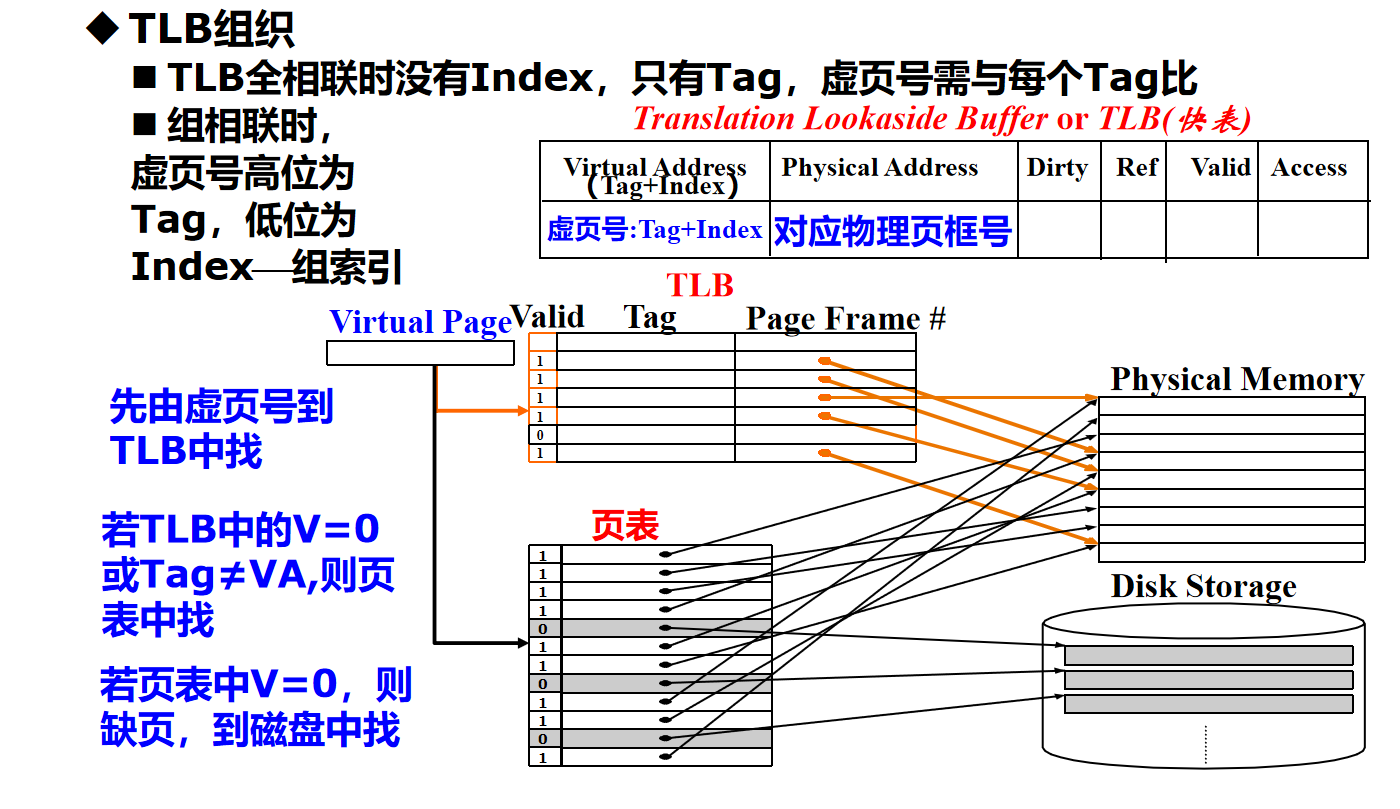 ◆ TLB组织
■ TLB全相联时没有Index，只有Tag，虚页号需与每个Tag比
■ 组相联时，
虚页号高位为
Tag，低位为
Index—组索引
Translation Lookaside Buffer or TLB(快表)
Virtual Address Physical Address Dirty Ref Valid Access
（Tag+Index）
虚页号:Tag+Index 对应物理页框号
TLB
Virtual Page Valid Tag Page Frame #
1
1
1
1
0
1
先由虚页号到
TLB中找
Physical Memory
若TLB中的V=0
或Tag≠VA,则页
表中找
页表
1
1
1
1
0
1
1
0
1
1
0
1
若页表中V=0，则
缺页，到磁盘中找
Disk Storage